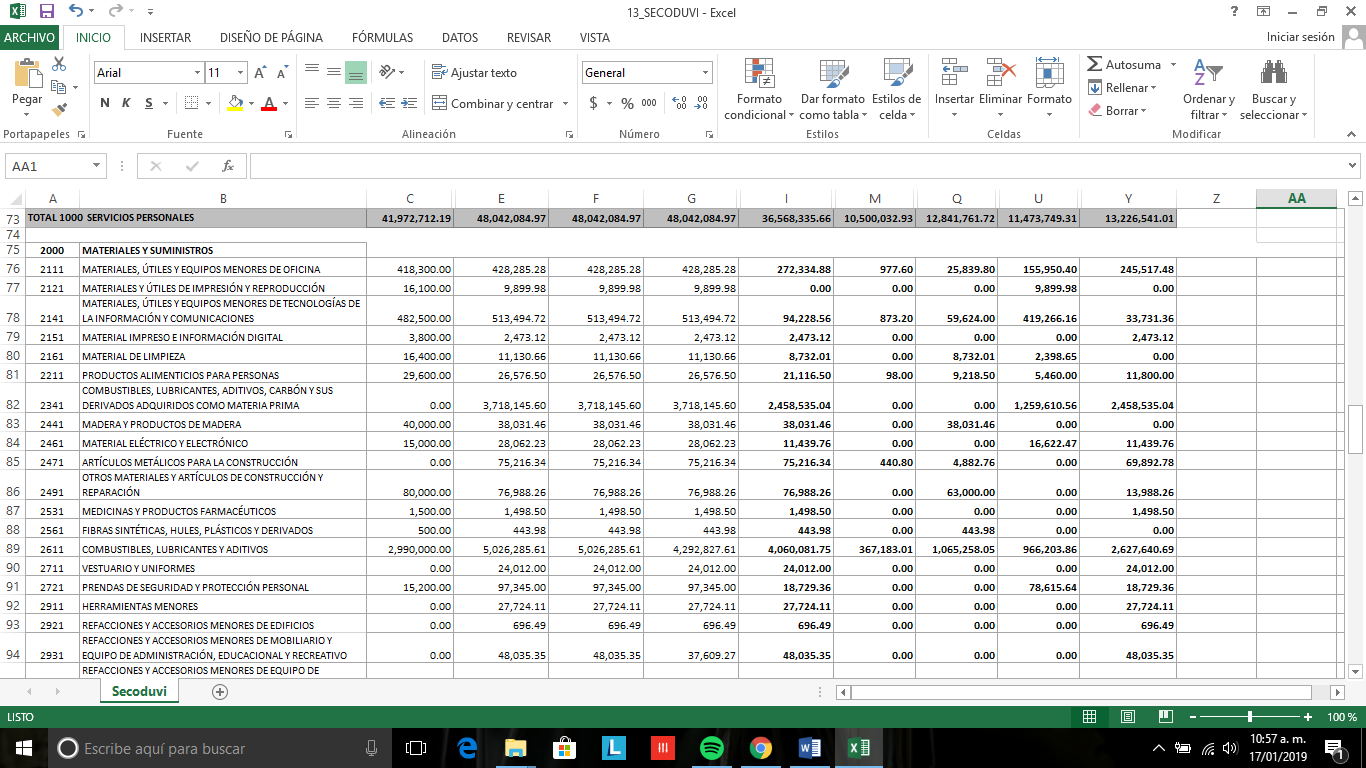 13_SECODUVI - Excel
ARCHIVO INICIO INSERTAR DISEÑO DE PÁGINA FÓRMULAS DATOS REVISAR VISTA Iniciar sesión
Arial 11 Ajustar texto General Autosuma
Pegar N K S Combinar y centrar $ % 000 Formato condicional Dar formato como tabla Estilos de celda Insertar Eliminar Formato Rellenar Borrar Ordenar y filtrar Buscar y seleccionar
Portapapeles Fuente Alineación Número Estilos Celdas Modificar
AA1 fx
A B C E F G I M Q U Y Z AA
73 TOTAL 1000 SERVICIOS PERSONALES 41,972,712.19 48,042,084.97 48,042,084.97 48,042,084.97 36,568,335.66 10,500,032.93 12,841,761.72 11,473,749.31 13,226,541.01
74
75 2000 MATERIALES Y SUMINISTROS
76 2111 MATERIALES, ÚTILES Y EQUIPOS MENORES DE OFICINA 418,300.00 428,285.28 428,285.28 428,285.28 272,334.88 977.60 25,839.80 155,950.40 245,517.48
77 2121 MATERIALES Y ÚTILES DE IMPRESIÓN Y REPRODUCCIÓN 16,100.00 9,899.98 9,899.98 9,899.98 0.00 0.00 0.00 9,899.98 0.00
MATERIALES, ÚTILES Y EQUIPOS MENORES DE TECNOLOGÍAS DE
78 2141 LA INFORMACIÓN Y COMUNICACIONES 482,500.00 513,494.72 513,494.72 513,494.72 94,228.56 873.20 59,624.00 419,266.16 33,731.36
79 2151 MATERIAL IMPRESO E INFORMACIÓN DIGITAL 3,800.00 2,473.12 2,473.12 2,473.12 2,473.12 0.00 0.00 0.00 2,473.12
80 2161 MATERIAL DE LIMPIEZA 16,400.00 11,130.66 11,130.66 11,130.66 8,732.01 0.00 8,732.01 2,398.65 0.00
81 2211 PRODUCTOS ALIMENTICIOS PARA PERSONAS 29,600.00 26,576.50 26,576.50 26,576.50 21,116.50 98.00 9,218.50 5,460.00 11,800.00
COMBUSTIBLES, LUBRICANTES, ADITIVOS, CARBÓN Y SUS
82 2341 DERIVADOS ADQUIRIDOS COMO MATERIA PRIMA 0.00 3,718,145.60 3,718,145.60 3,718,145.60 2,458,535.04 0.00 0.00 1,259,610.56 2,458,535.04
83 2441 MADERA Y PRODUCTOS DE MADERA 40,000.00 38,031.46 38,031.46 38,031.46 38,031.46 0.00 38,031.46 0.00 0.00
84 2461 MATERIAL ELÉCTRICO Y ELECTRÓNICO 15,000.00 28,062.23 28,062.23 28,062.23 11,439.76 0.00 0.00 16,622.47 11,439.76
85 2471 ARTÍCULOS METÁLICOS PARA LA CONSTRUCCIÓN 0.00 75,216.34 75,216.34 75,216.34 75,216.34 440.80 4,882.76 0.00 69,892.78
OTROS MATERIALES Y ARTÍCULOS DE CONSTRUCCIÓN Y
86 2491 REPARACIÓN 80,000.00 76,988.26 76,988.26 76,988.26 76,988.26 0.00 63,000.00 0.00 13,988.26
87 2531 MEDICINAS Y PRODUCTOS FARMACÉUTICOS 1,500.00 1,498.50 1,498.50 1,498.50 1,498.50 0.00 0.00 0.00 1,498.50
88 2561 FIBRAS SINTÉTICAS, HULES, PLÁSTICOS Y DERIVADOS 500.00 443.98 443.98 443.98 443.98 0.00 443.98 0.00 0.00
89 2611 COMBUSTIBLES, LUBRICANTES Y ADITIVOS 2,990,000.00 5,026,285.61 5,026,285.61 4,292,827.61 4,060,081.75 367,183.01 1,065,258.05 966,203.86 2,627,640.69
90 2711 VESTUARIO Y UNIFORMES 0.00 24,012.00 24,012.00 24,012.00 24,012.00 0.00 0.00 0.00 24,012.00
91 2721 PRENDAS DE SEGURIDAD Y PROTECCIÓN PERSONAL 15,200.00 97,345.00 97,345.00 97,345.00 18,729.36 0.00 0.00 78,615.64 18,729.36
92 2911 HERRAMIENTAS MENORES 0.00 27,724.11 27,724.11 27,724.11 27,724.11 0.00 0.00 0.00 27,724.11
93 2921 REFACCIONES Y ACCESORIOS MENORES DE EDIFICIOS 0.00 696.49 696.49 696.49 696.49 0.00 0.00 0.00 696.49
REFACCIONES Y ACCESORIOS MENORES DE MOBILIARIO Y
94 2931 EQUIPO DE ADMINISTRACIÓN, EDUCACIONAL Y RECREATIVO 0.00 48,035.35 48,035.35 37,609.27 48,035.35 0.00 0.00 0.00 48,035.35
REFACCIONES Y ACCESORIOS MENORES DE EQUIPO DE
Secoduvi
LISTO 100 %
Escribe aquí para buscar
10:57 a. m.
17/01/2019